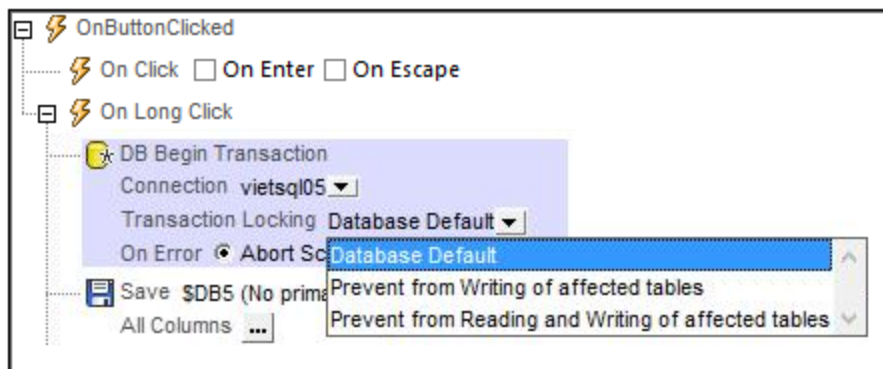 OnButtonClicked
On Click On Enter On Escape
On Long Click
DB Begin Transaction
Connection vietsql05
Transaction Locking Database Default
On Error Abort Sc
Database Default
Save $DB5 (No prima
Prevent from Writing of affected tables
All Columns ...
Prevent from Reading and Writing of affected tables